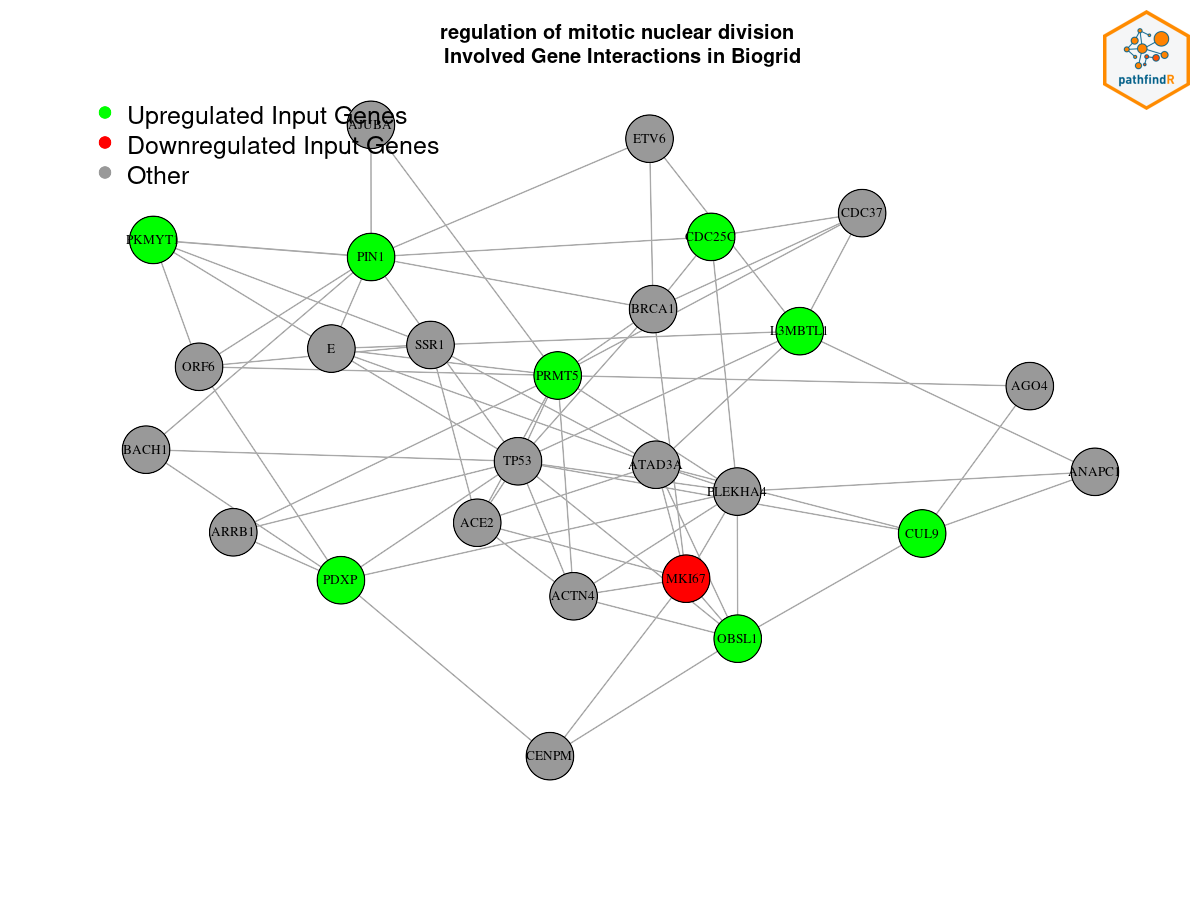 regulation of mitotic nuclear division
Involved Gene Interactions in Biogrid
pathfindR
Upregulated Input Genes
Downregulated Input Genes
Other
AJUBA
ETV6
CDC37
PKMYT1
PIN1
CDC25C
BRCA1
L3MBTL1
E
SSR1
ORF6
PRMT5
AGO4
BACH1
TP53
ATAD3A
PLEKHA4
ANAPC1
ARRB1
ACE2
CUL9
PDXP
ACTN4
MKI67
OBSL1
CENPM